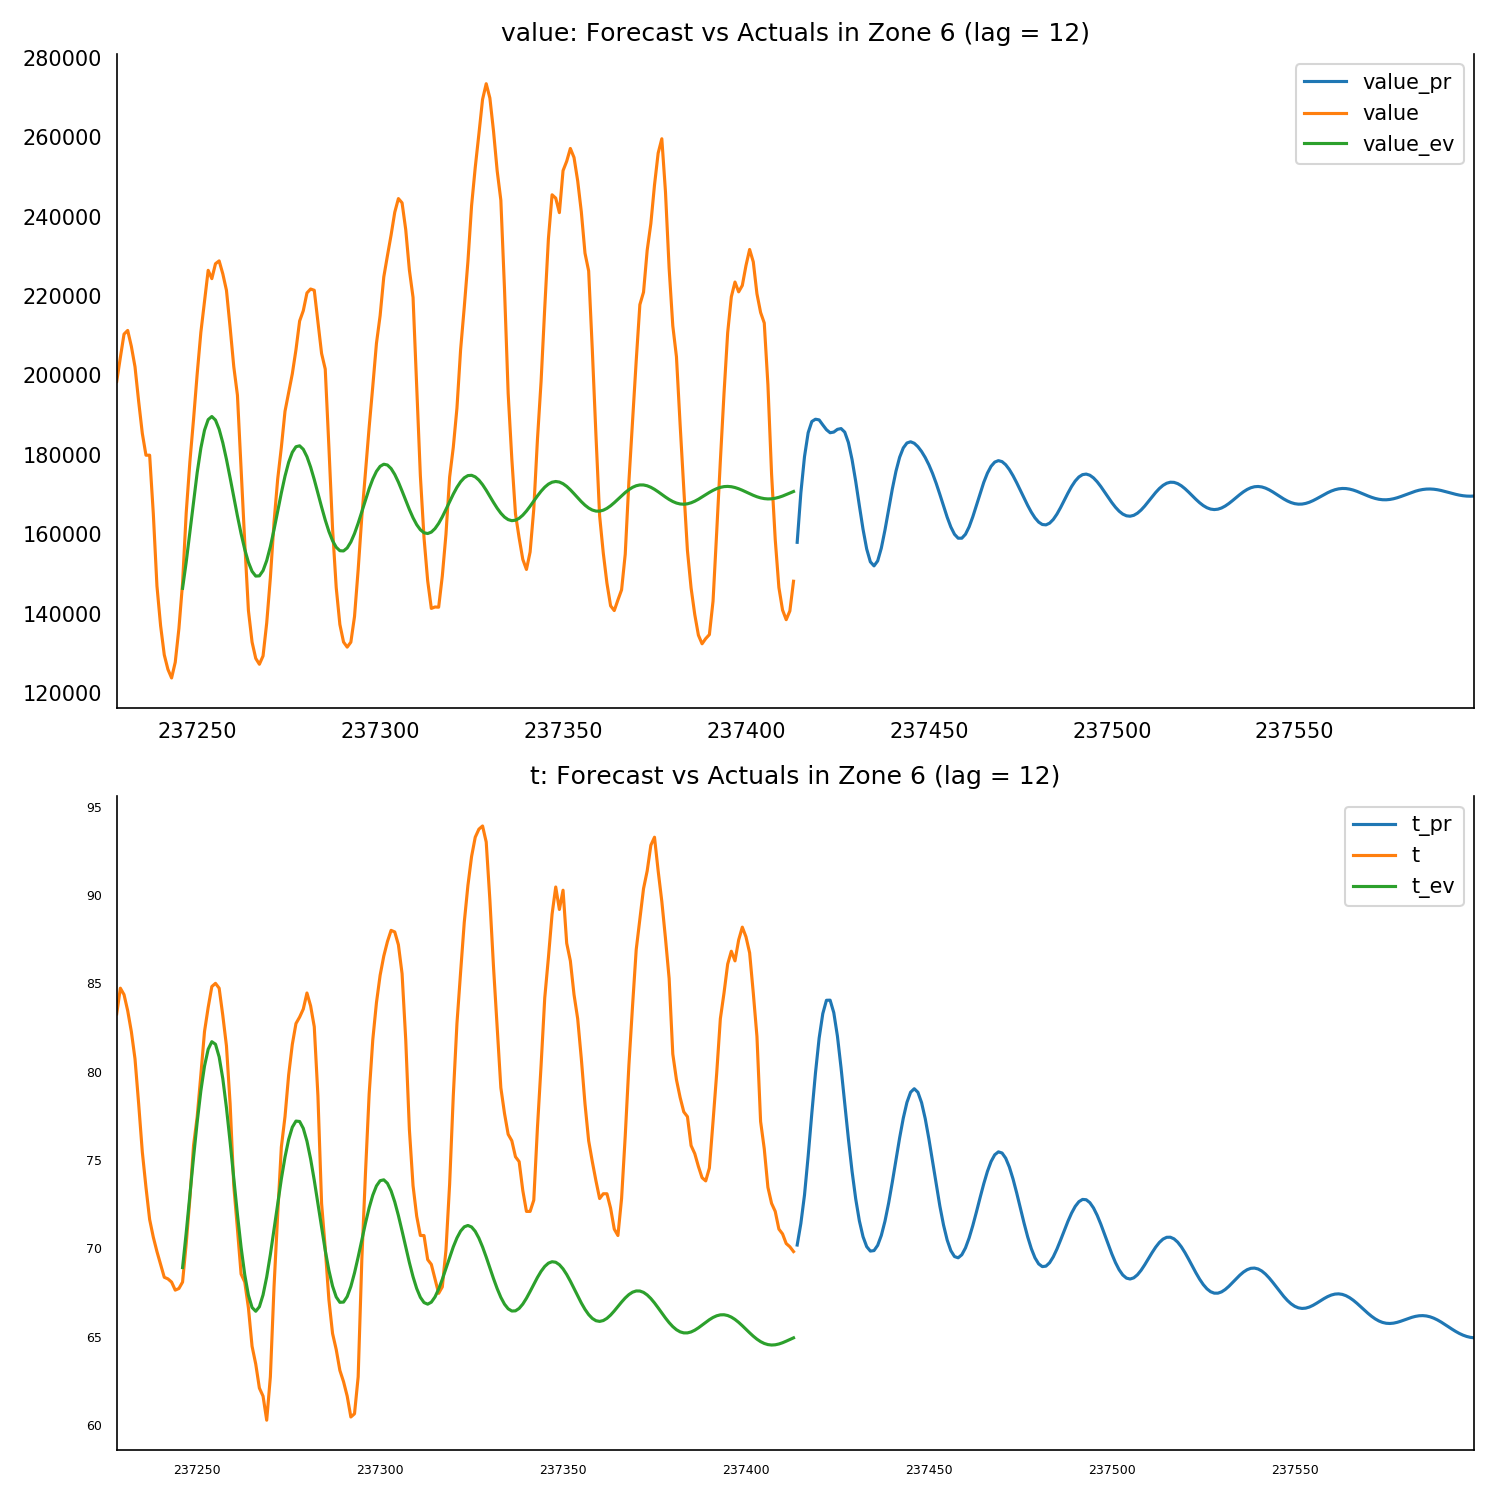 value: Forecast vs Actuals in Zone 6 (lag = 12)
280000
260000
240000
220000
200000
180000
160000
140000
120000
value_pr
value
value_ev
237250 237300 237350 237400 237450 237500 237550
t: Forecast vs Actuals in Zone 6 (lag = 12)
95
90
85
80
75
70
65
60
t_pr
t
t_ev
237250 237300 237350 237400 237450 237500 237550